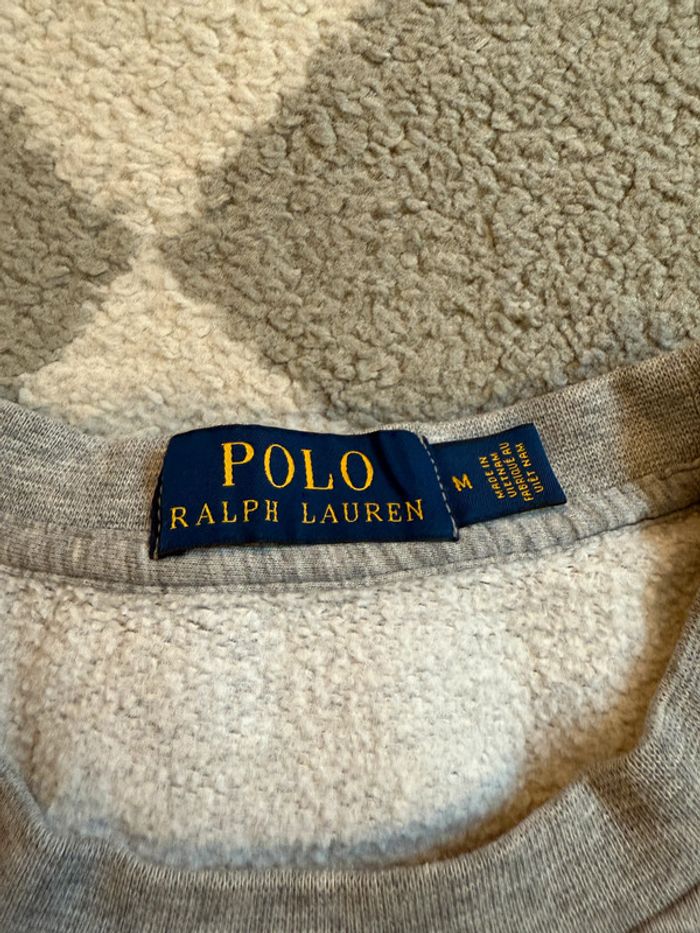 POLO
RALPH LAUREN
M
MADE IN
VIETNAM
FABRIQUÉ AU
VIET NAM